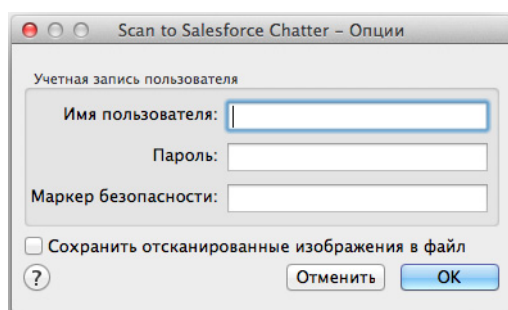 Scan to Salesforce Chatter – Опции
Учетная запись пользователя
Имя пользователя:
Пароль:
Маркер безопасности:
Сохранить отсканированные изображения в файл
? Отменить OK